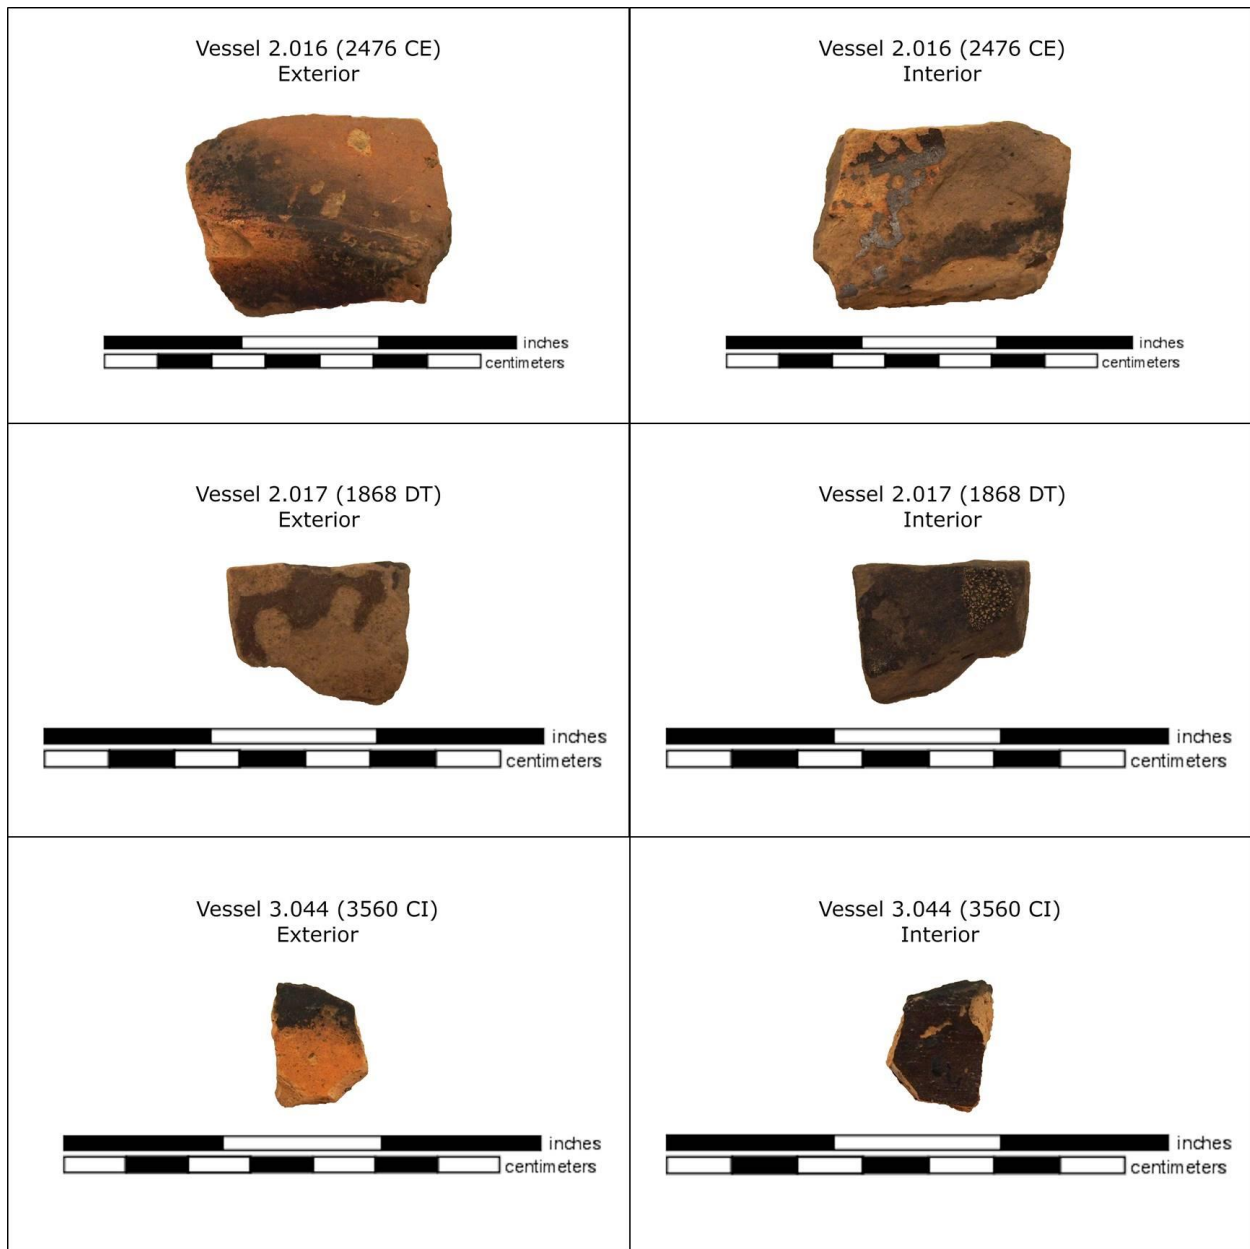 Vessel 2.016 (2476 CE)
Exterior
inches
centimeters
Vessel 2.016 (2476 CE)
Interior
inches
centimeters
Vessel 2.017 (1868 DT)
Exterior
inches
centimeters
Vessel 2.017 (1868 DT)
Interior
inches
centimeters
Vessel 3.044 (3560 CI)
Exterior
inches
centimeters
Vessel 3.044 (3560 CI)
Interior
inches
centimeters